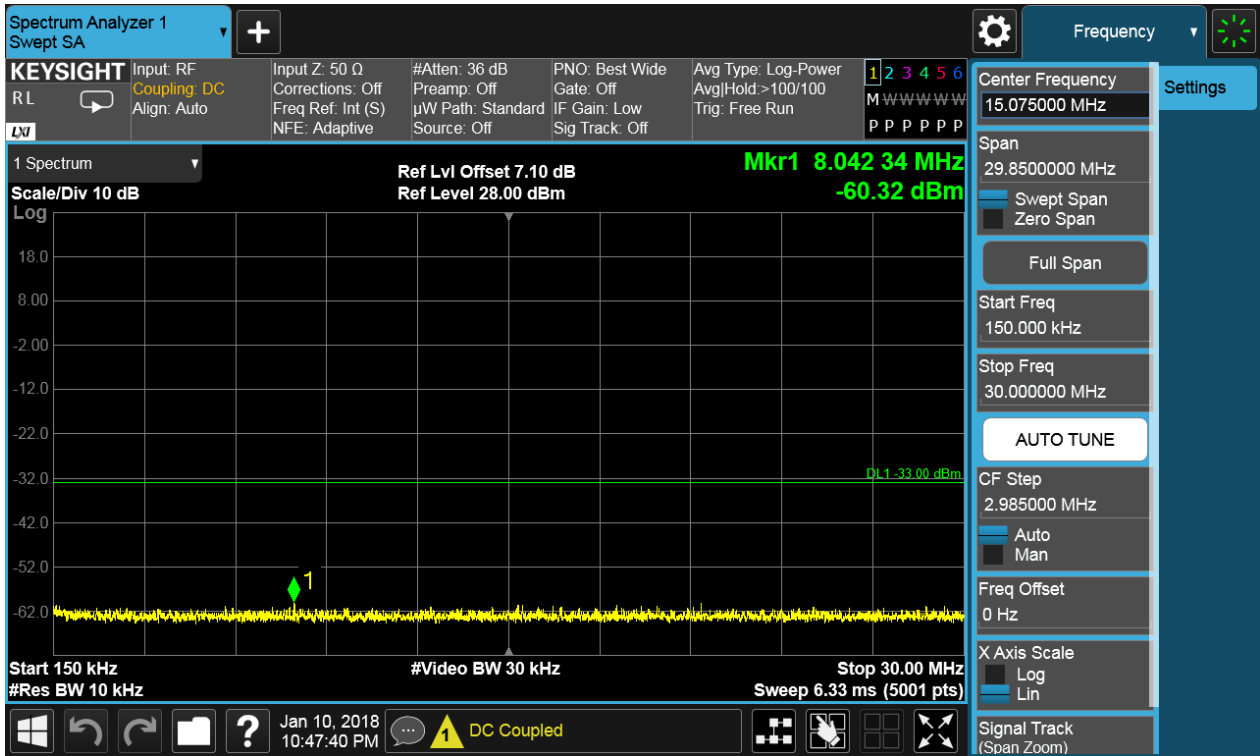 Spectrum Analyzer 1
Swept SA
+
Frequency
KEYSIGHT
RL
LXI
Input: RF
Coupling: DC
Align: Auto
Input Z: 50 Ω
Corrections: Off
Freq Ref: Int (S)
NFE: Adaptive
#Atten: 36 dB
Preamp: Off
µW Path: Standard
Source: Off
PNO: Best Wide
Gate: Off
IF Gain: Low
Sig Track: Off
Avg Type: Log-Power
Avg|Hold:>100/100
Trig: Free Run
1 2 3 4 5 6
M W W W W W
P P P P P P
1 Spectrum
Scale/Div 10 dB
Log
Ref Lvl Offset 7.10 dB
Ref Level 28.00 dBm
Mkr1 8.042 34 MHz
-60.32 dBm
18.0
8.00
-2.00
-12.0
-22.0
-32.0
-42.0
-52.0
-62.0
DL1 -33.00 dBm
1
Start 150 kHz
#Res BW 10 kHz
#Video BW 30 kHz
Stop 30.00 MHz
Sweep 6.33 ms (5001 pts)
Center Frequency
15.075000 MHz
Span
29.8500000 MHz
Swept Span
Zero Span
Full Span
Start Freq
150.000 kHz
Stop Freq
30.000000 MHz
AUTO TUNE
CF Step
2.985000 MHz
Auto
Man
Freq Offset
0 Hz
X Axis Scale
Log
Lin
Signal Track
(Span Zoom)
Settings
?
Jan 10, 2018
10:47:40 PM
1
DC Coupled